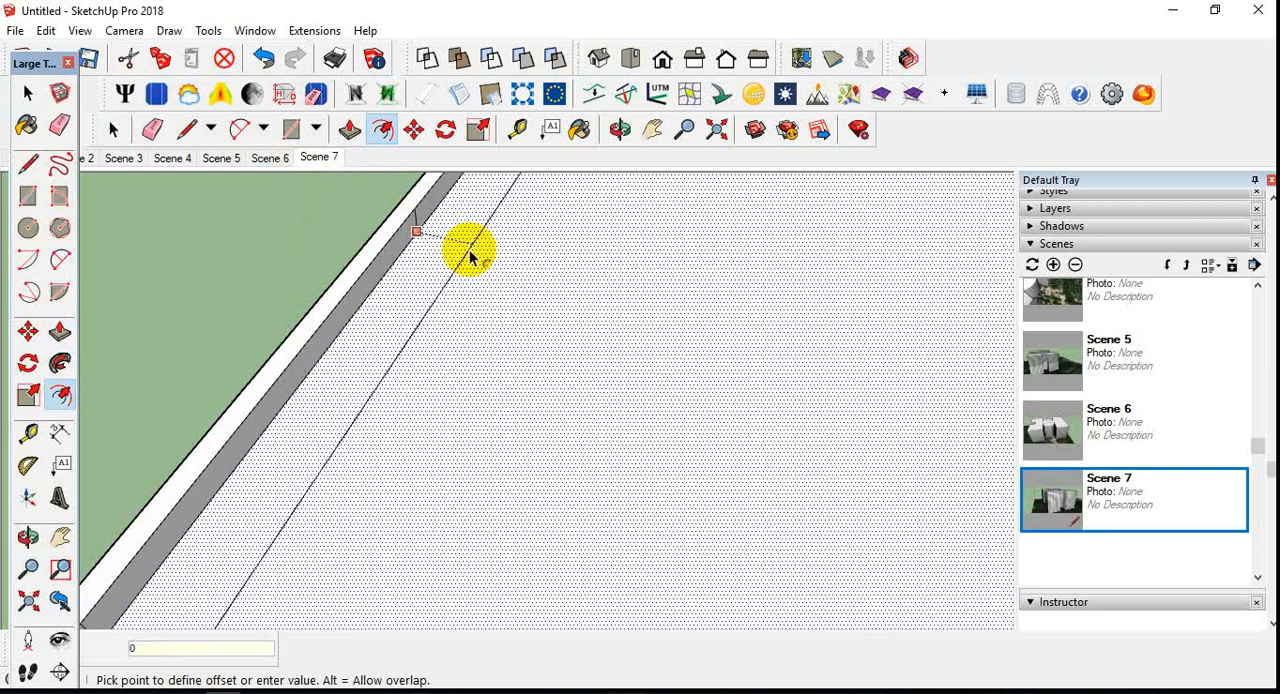 Untitled - SketchUp Pro 2018
File Edit View Camera Draw Tools Window Extensions Help
Large T...
UTM
A1
e 2 Scene 3 Scene 4 Scene 5 Scene 6 Scene 7
Default Tray
Styles
Layers
Shadows
Scenes
Photo: None
No Description
Scene 5
Photo: None
No Description
Scene 6
Photo: None
No Description
Scene 7
Photo: None
No Description
A1
Instructor
0
Pick point to define offset or enter value. Alt = Allow overlap.